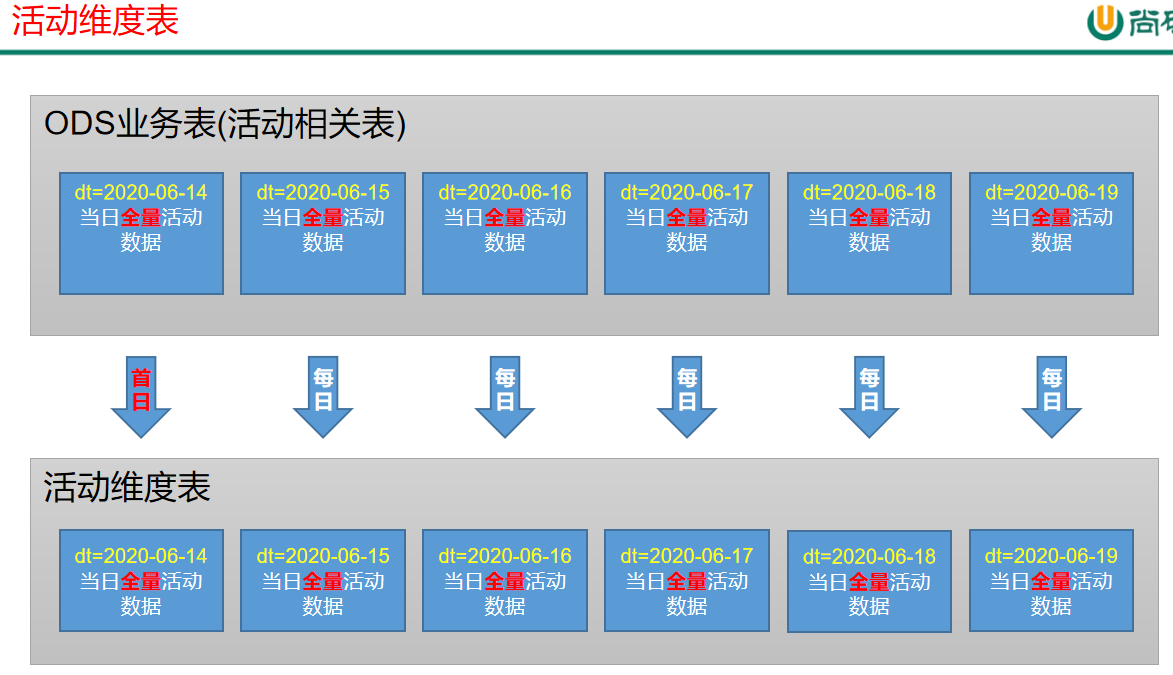 活动维度表
尚
ODS业务表(活动相关表)
dt=2020-06-14
当日全量活动
数据
dt=2020-06-15
当日全量活动
数据
dt=2020-06-16
当日全量活动
数据
dt=2020-06-17
当日全量活动
数据
dt=2020-06-18
当日全量活动
数据
dt=2020-06-19
当日全量活动
数据
首
日
每
日
每
日
每
日
每
日
每
日
活动维度表
dt=2020-06-14
当日全量活动
数据
dt=2020-06-15
当日全量活动
数据
dt=2020-06-16
当日全量活动
数据
dt=2020-06-17
当日全量活动
数据
dt=2020-06-18
当日全量活动
数据
dt=2020-06-19
当日全量活动
数据